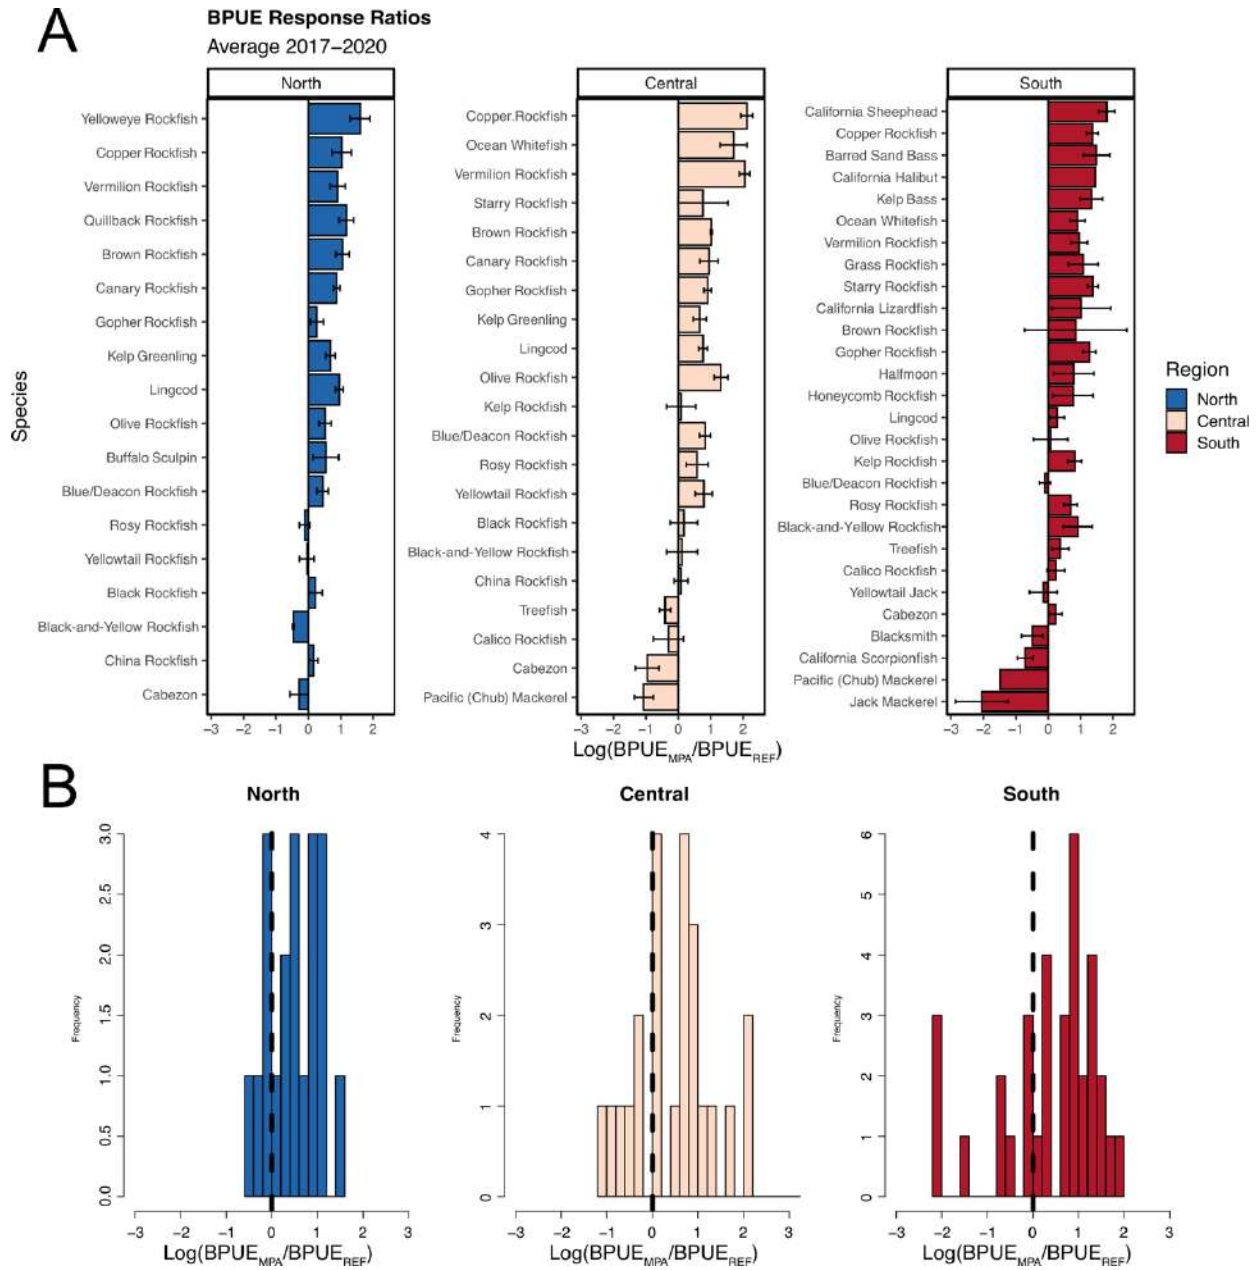 A
BPUE Response Ratios
Average 2017–2020
North
Central
South
Species
Yelloweye Rockfish
Copper Rockfish
Vermilion Rockfish
Quillback Rockfish
Brown Rockfish
Canary Rockfish
Gopher Rockfish
Kelp Greenling
Lingcod
Olive Rockfish
Buffalo Sculpin
Blue/Deacon Rockfish
Rosy Rockfish
Yellowtail Rockfish
Black Rockfish
Black-and-Yellow Rockfish
China Rockfish
Cabezon
−3 −2 −1 0 1 2
Copper.Rockfish
Ocean Whitefish
Vermilion Rockfish
Starry Rockfish
Brown Rockfish
Canary Rockfish
Gopher Rockfish
Kelp Greenling
Lingcod
Olive Rockfish
Kelp Rockfish
Blue/Deacon Rockfish
Rosy Rockfish
Yellowtail Rockfish
Black Rockfish
Black-and-Yellow Rockfish
China Rockfish
Treefish
Calico Rockfish
Cabezon
Pacific (Chub) Mackerel
−3 −2 −1 0 1 2
California Sheephead
Copper Rockfish
Barred Sand Bass
California Halibut
Kelp Bass
Ocean Whitefish
Vermilion Rockfish
Grass Rockfish
Starry Rockfish
California Lizardfish
Brown Rockfish
Gopher Rockfish
Halfmoon
Honeycomb Rockfish
Lingcod
Olive Rockfish
Kelp Rockfish
Blue/Deacon Rockfish
Rosy Rockfish
Black-and-Yellow Rockfish
Treefish
Calico Rockfish
Yellowtail Jack
Cabezon
Blacksmith
California Scorpionfish
Pacific (Chub) Mackerel
Jack Mackerel
−3 −2 −1 0 1 2
Log(BPUE_MPA/BPUE_REF)
Region
North
Central
South
B
North
Frequency
3.0
2.5
2.0
1.5
1.0
0.5
0.0
−3 −2 −1 0 1 2 3
Log(BPUE_MPA/BPUE_REF)
Central
Frequency
4
3
2
1
0
−3 −2 −1 0 1 2 3
Log(BPUE_MPA/BPUE_REF)
South
Frequency
6
5
4
3
2
1
0
−3 −2 −1 0 1 2 3
Log(BPUE_MPA/BPUE_REF)